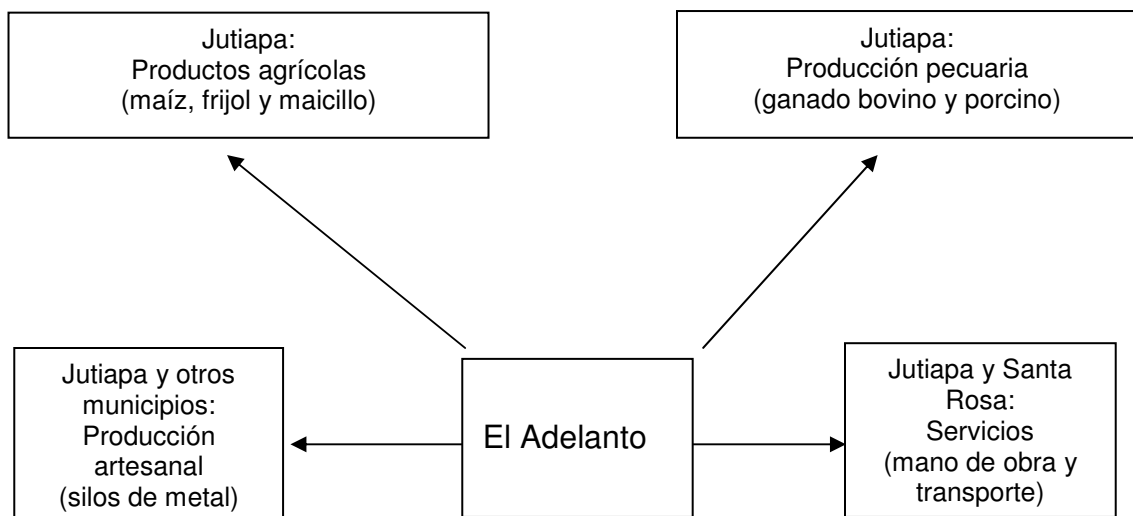 Jutiapa:
Productos agrícolas
(maíz, frijol y maicillo)
Jutiapa:
Producción pecuaria
(ganado bovino y porcino)
Jutiapa y otros
municipios:
Producción
artesanal
(silos de metal)
El Adelanto
Jutiapa y Santa
Rosa:
Servicios
(mano de obra y
transporte)